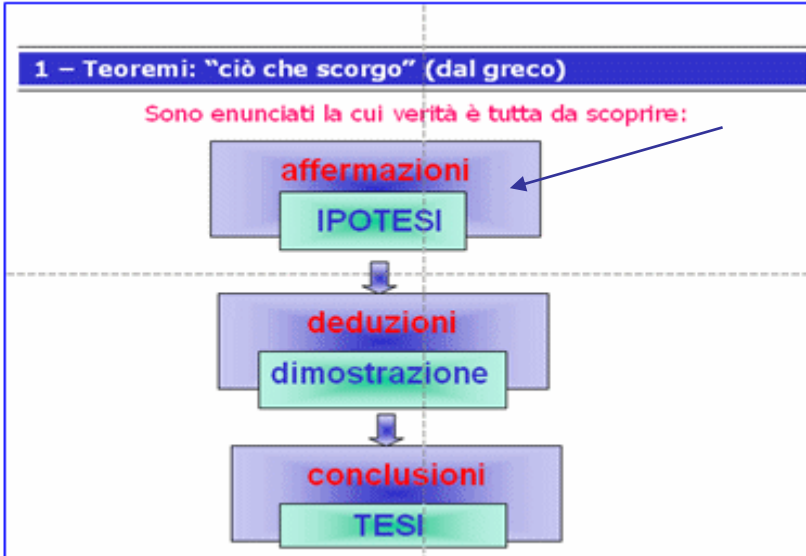 1 – Teoremi: “ciò che scorgo” (dal greco)
Sono enunciati la cui verità è tutta da scoprire:
affermazioni
IPOTESI
deduzioni
dimostrazione
conclusioni
TESI